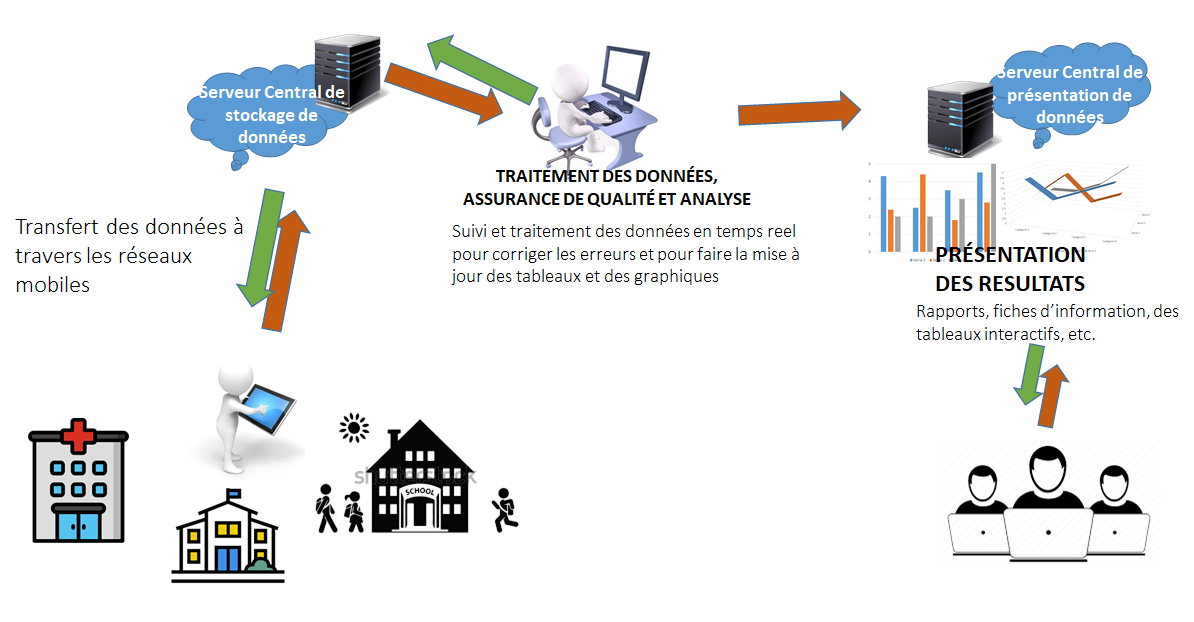 Serveur Central de
stockage de
données
Serveur Central de
présentation de
données
TRAITEMENT DES DONNÉES,
ASSURANCE DE QUALITÉ ET ANALYSE
Suivi et traitement des données en temps reel
pour corriger les erreurs et pour faire la mise à
jour des tableaux et des graphiques
Transfert des données à
travers les réseaux
mobiles
PRÉSENTATION
DES RESULTATS
Rapports, fiches d’information, des
tableaux interactifs, etc.
shutterstock
SCHOOL